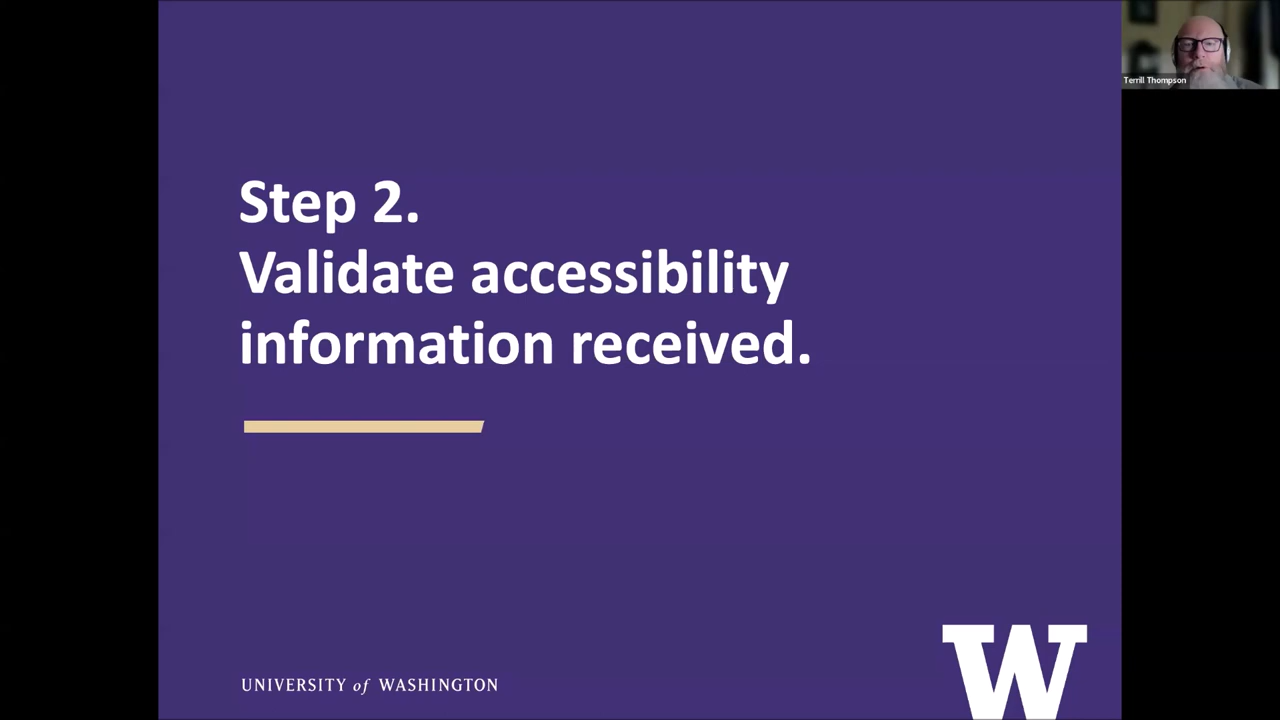 Terrill Thompson
Step 2.
Validate accessibility
information received.
UNIVERSITY of WASHINGTON
W